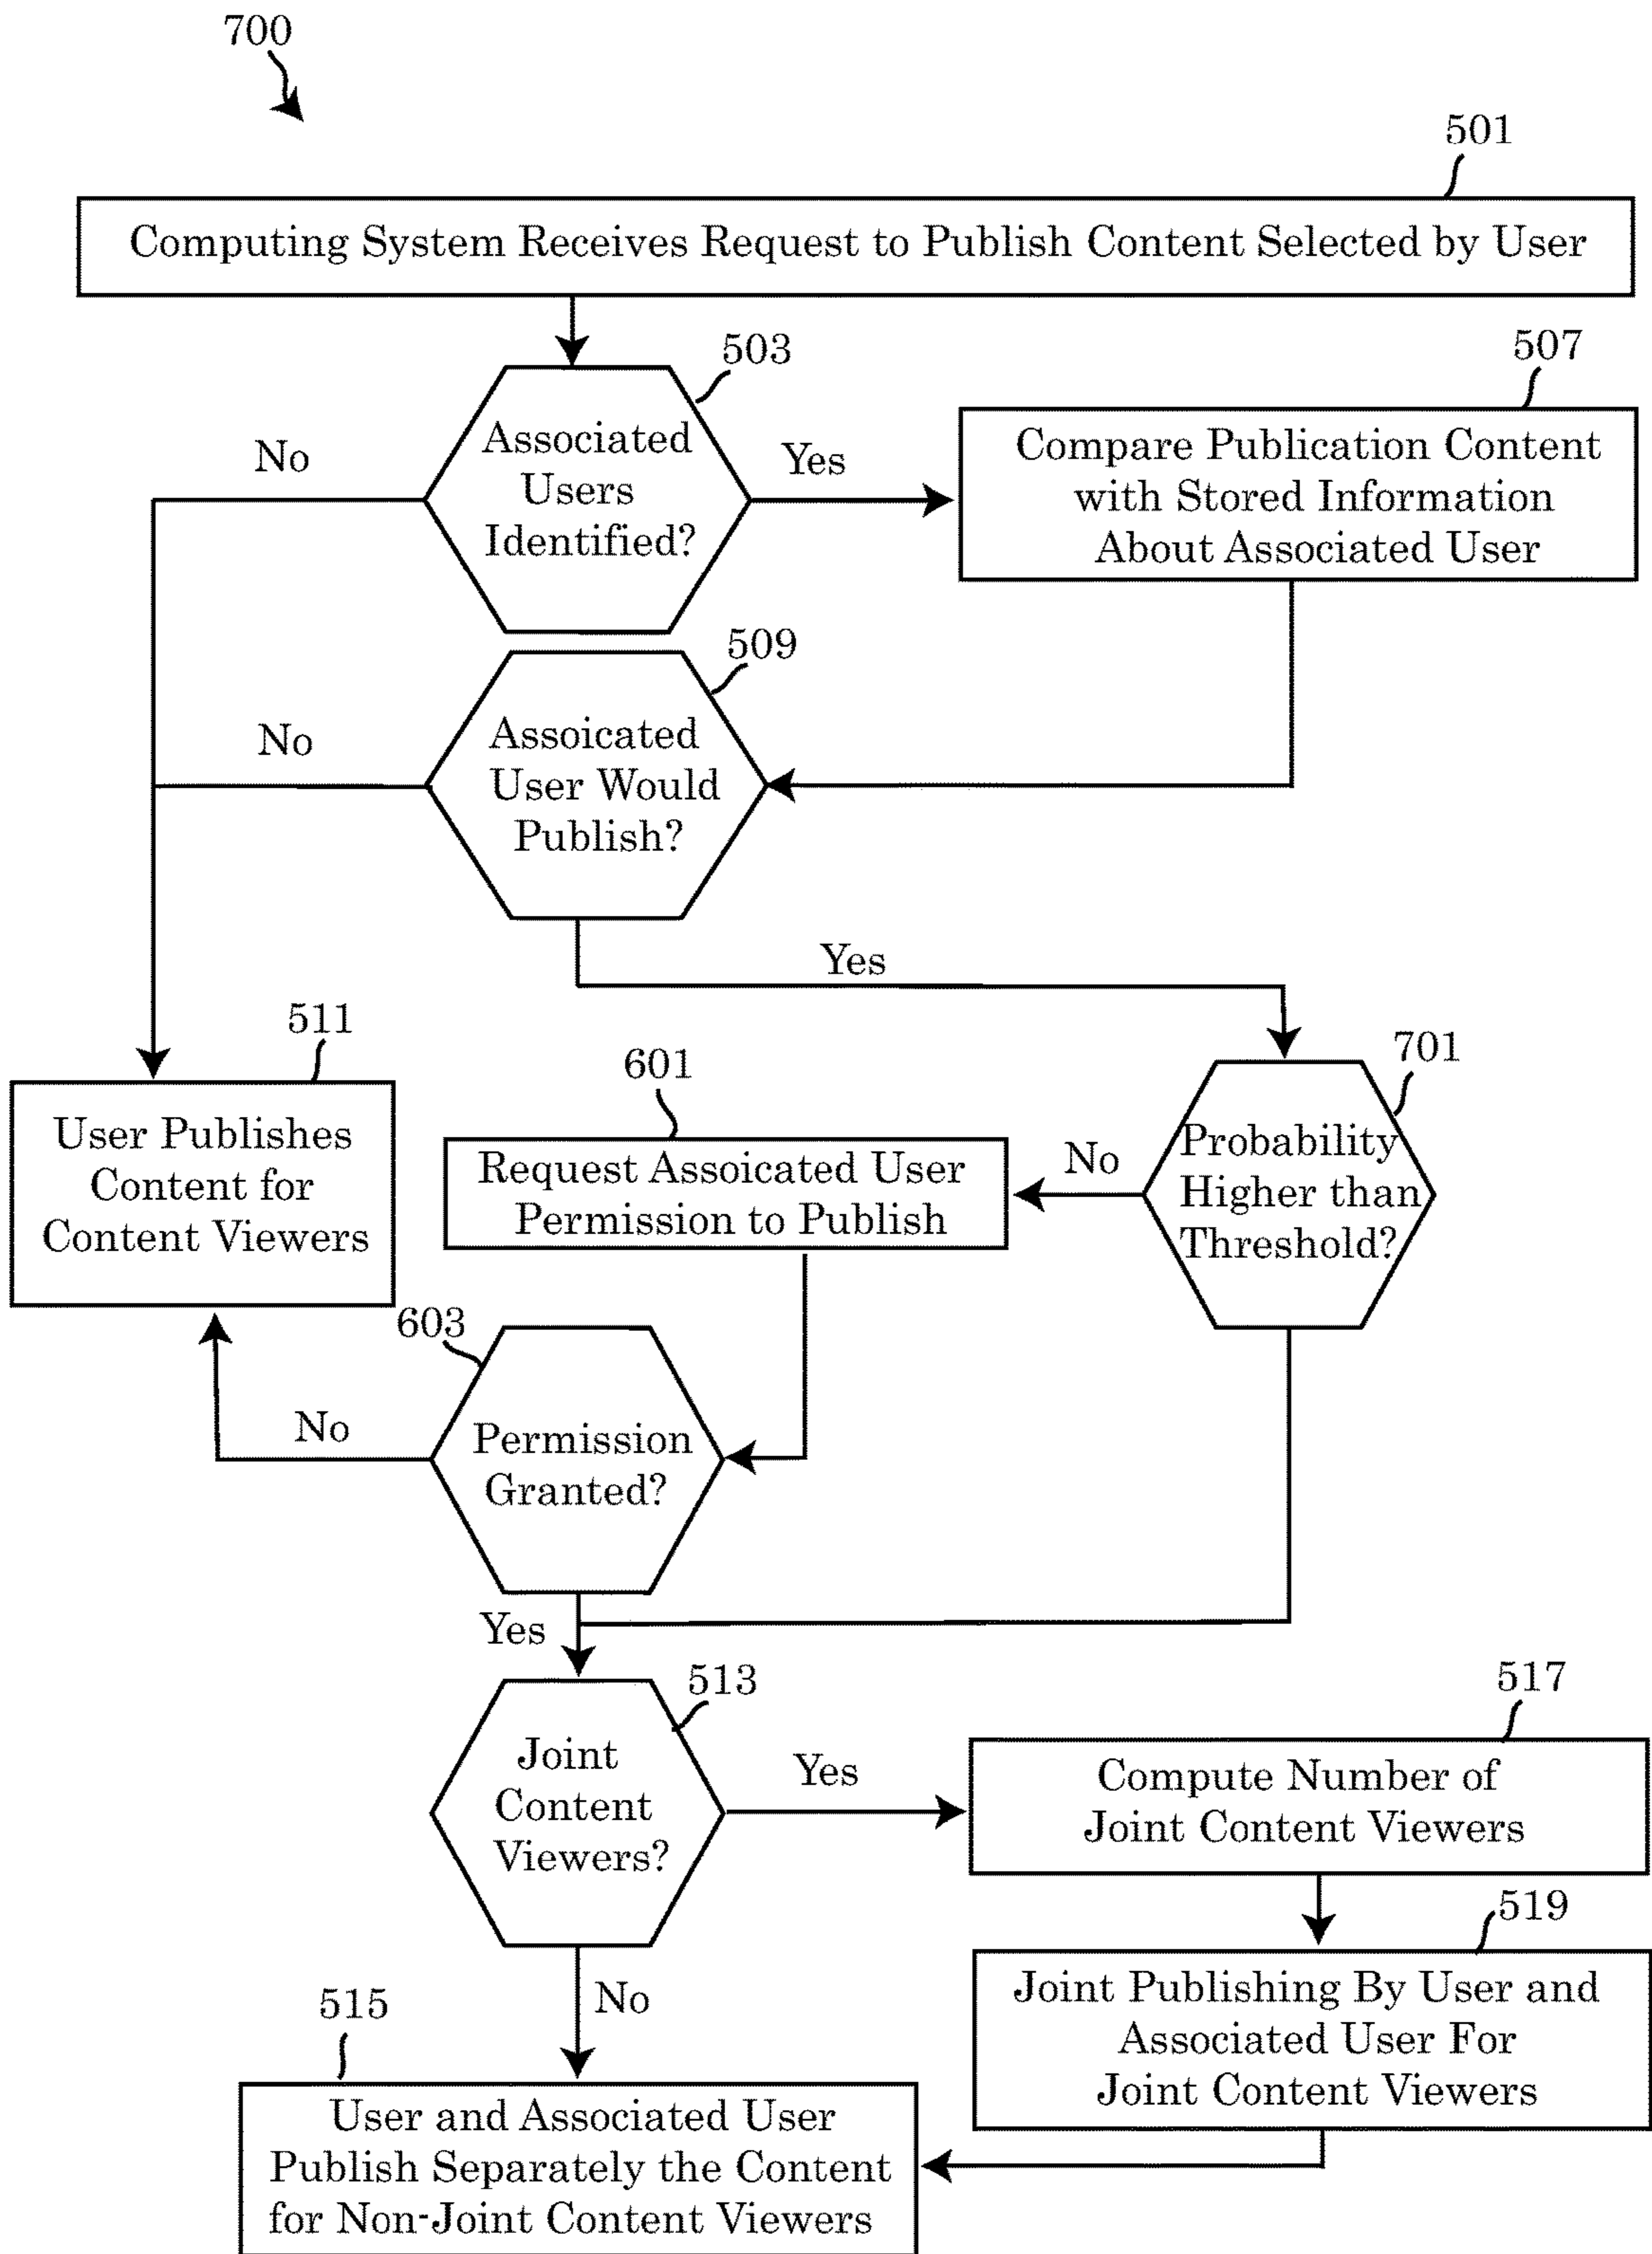 700
501
Computing System Receives Request to Publish Content Selected by User
503
Associated
Users
Identified?
No
Yes
507
Compare Publication Content
with Stored Information
About Associated User
509
Assoicated
User Would
Publish?
No
Yes
511
User Publishes
Content for
Content Viewers
601
Request Assoicated User
Permission to Publish
No
701
Probability
Higher than
Threshold?
603
Permission
Granted?
No
Yes
513
Joint
Content
Viewers?
Yes
517
Compute Number of
Joint Content Viewers
519
Joint Publishing By User and
Associated User For
Joint Content Viewers
No
515
User and Associated User
Publish Separately the Content
for Non-Joint Content Viewers